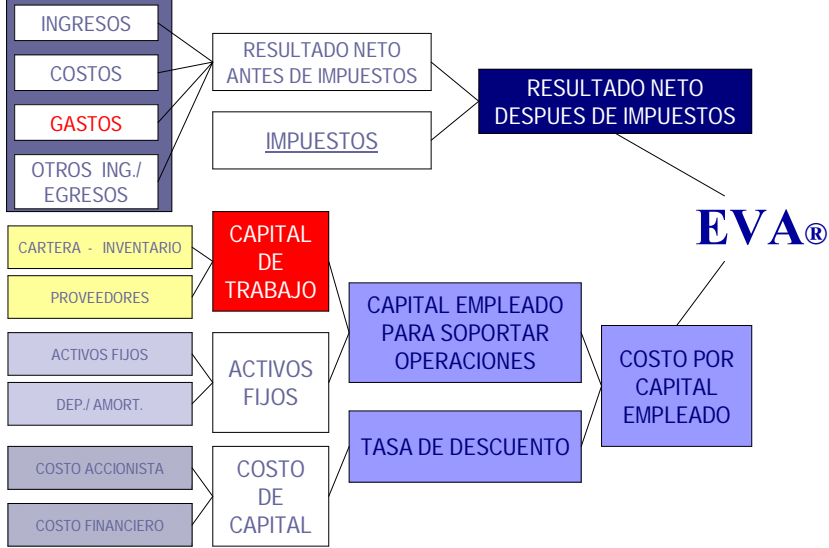 INGRESOS
COSTOS
GASTOS
OTROS ING./
EGRESOS
RESULTADO NETO
ANTES DE IMPUESTOS
IMPUESTOS
RESULTADO NETO
DESPUES DE IMPUESTOS
EVA®
CARTERA - INVENTARIO
PROVEEDORES
CAPITAL
DE
TRABAJO
ACTIVOS FIJOS
DEP./ AMORT.
ACTIVOS
FIJOS
CAPITAL EMPLEADO
PARA SOPORTAR
OPERACIONES
COSTO ACCIONISTA
COSTO FINANCIERO
COSTO
DE
CAPITAL
TASA DE DESCUENTO
COSTO POR
CAPITAL
EMPLEADO